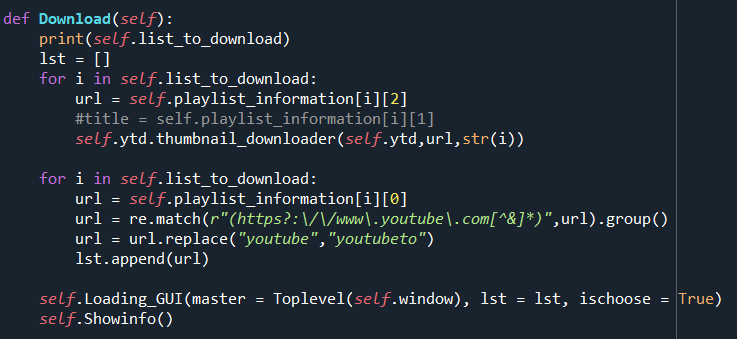 def Download(self):
    print(self.list_to_download)
    lst = []
    for i in self.list_to_download:
        url = self.playlist_information[i][2]
        #title = self.playlist_information[i][1]
        self.ytd.thumbnail_downloader(self.ytd,url,str(i))

    for i in self.list_to_download:
        url = self.playlist_information[i][0]
        url = re.match(r"(https?:\/\/www\.youtube\.com[^&]*)",url).group()
        url = url.replace("youtube","youtubeto")
        lst.append(url)

    self.Loading_GUI(master = Toplevel(self.window), lst = lst, ischoose = True)
    self.Showinfo()